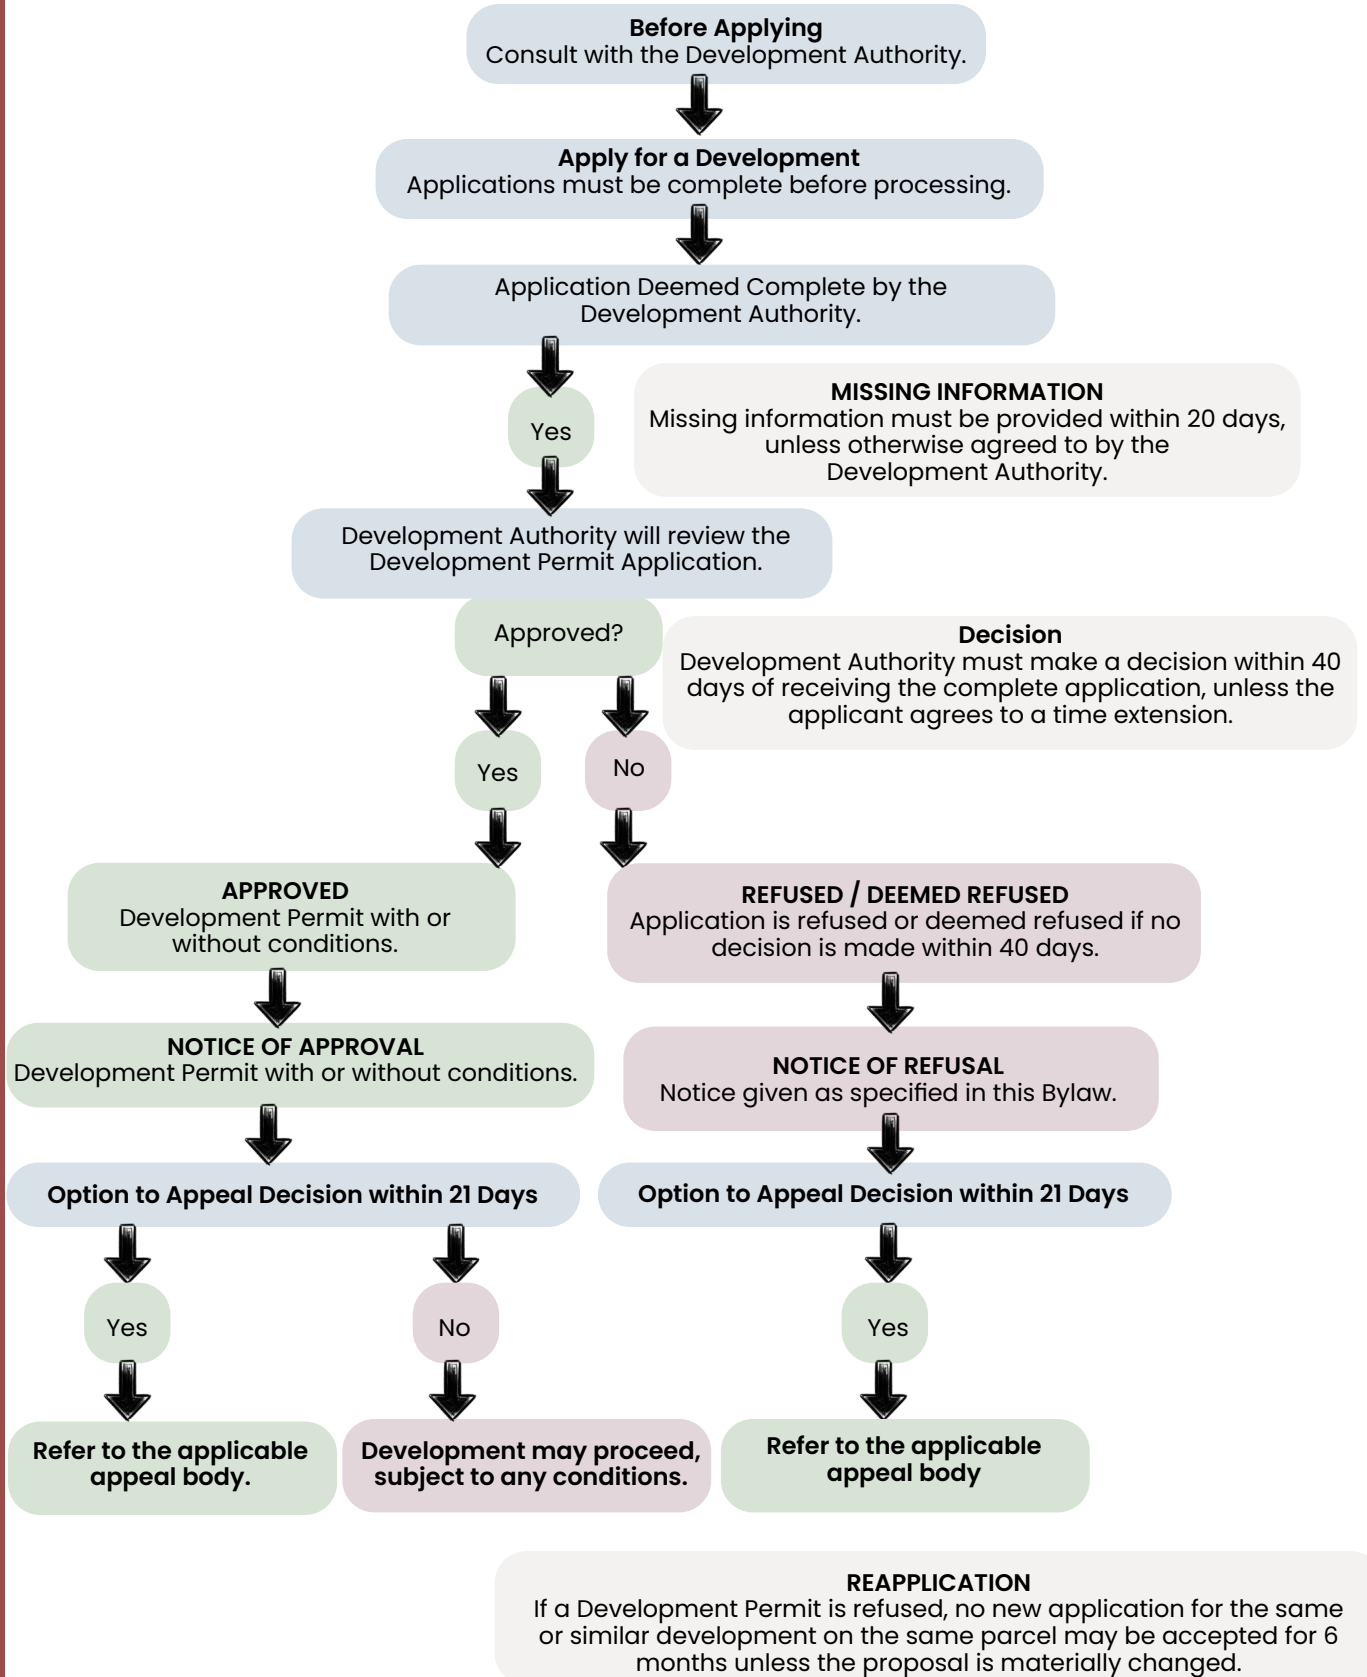 Before Applying
Consult with the Development Authority.
Apply for a Development
Applications must be complete before processing.
Application Deemed Complete by the
Development Authority.
Yes
MISSING INFORMATION
Missing information must be provided within 20 days,
unless otherwise agreed to by the
Development Authority.
Development Authority will review the
Development Permit Application.
Approved?
Decision
Development Authority must make a decision within 40
days of receiving the complete application, unless the
applicant agrees to a time extension.
Yes
No
APPROVED
Development Permit with or
without conditions.
REFUSED / DEEMED REFUSED
Application is refused or deemed refused if no
decision is made within 40 days.
NOTICE OF APPROVAL
Development Permit with or without conditions.
NOTICE OF REFUSAL
Notice given as specified in this Bylaw.
Option to Appeal Decision within 21 Days
Option to Appeal Decision within 21 Days
Yes
No
Yes
Refer to the applicable
appeal body.
Development may proceed,
subject to any conditions.
Refer to the applicable
appeal body
REAPPLICATION
If a Development Permit is refused, no new application for the same
or similar development on the same parcel may be accepted for 6
months unless the proposal is materially changed.